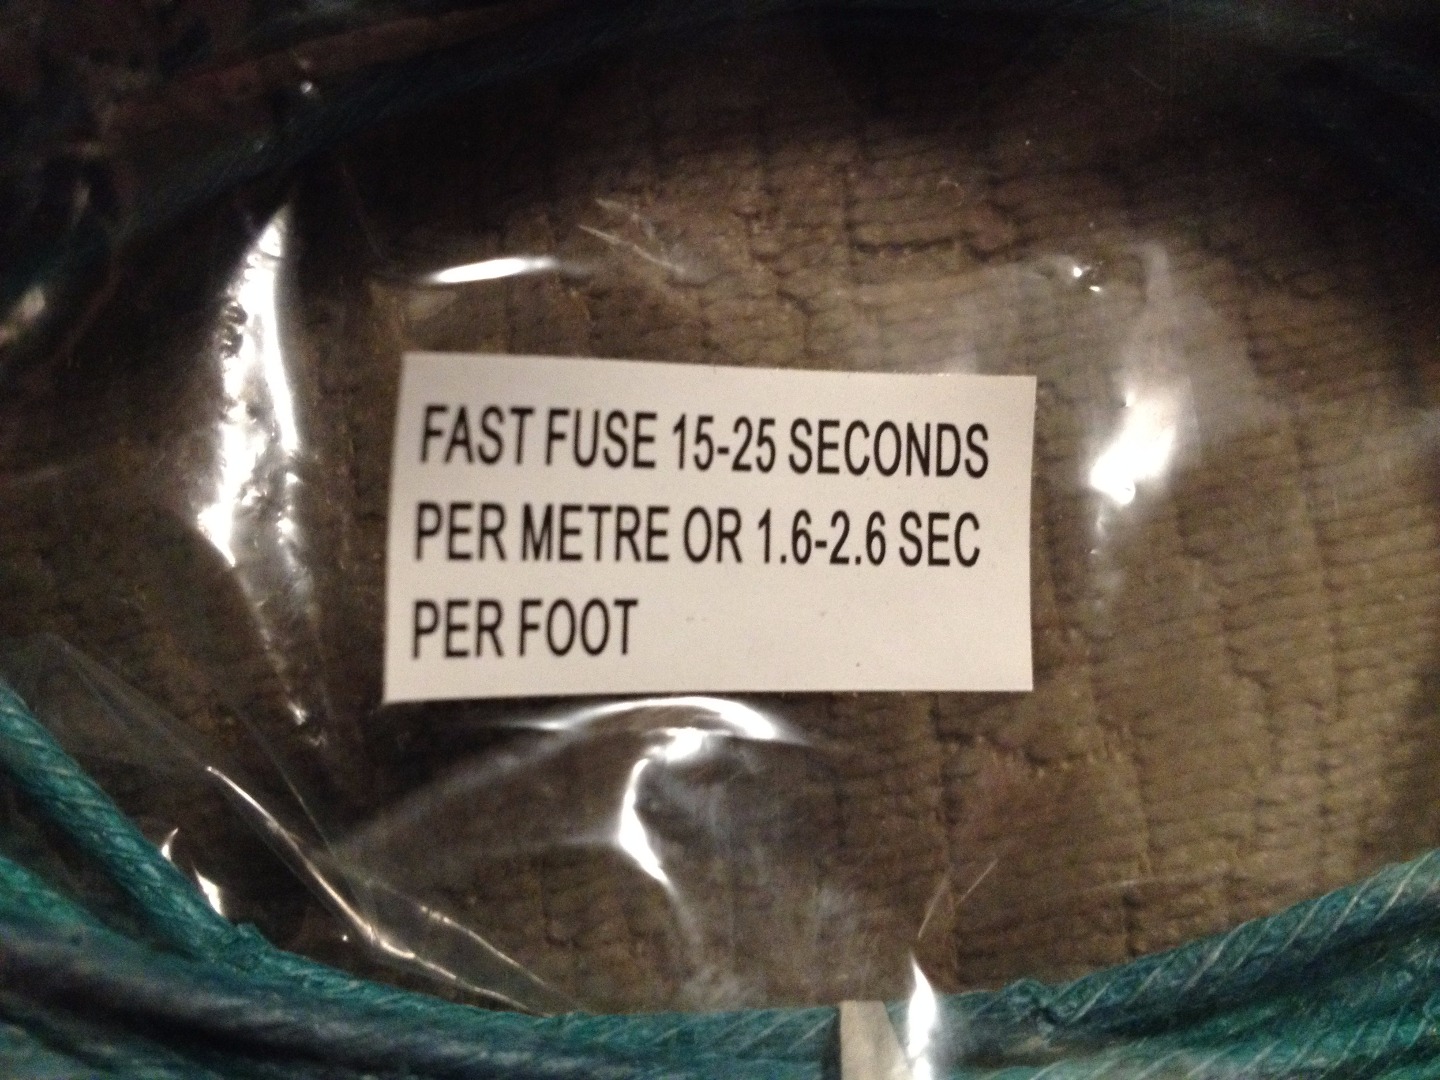 FAST FUSE 15-25 SECONDS
PER METRE OR 1.6-2.6 SEC
PER FOOT